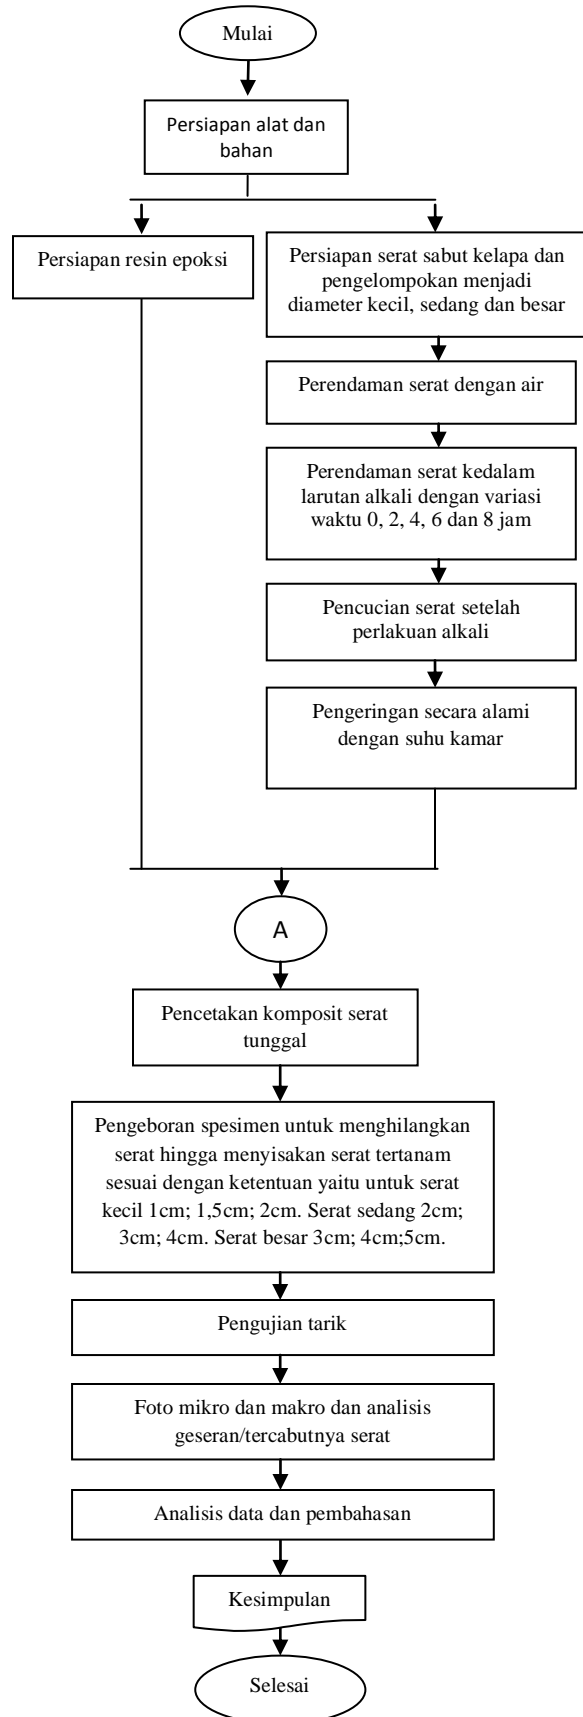 Mulai
Persiapan alat dan
bahan
Persiapan resin epoksi
Persiapan serat sabut kelapa dan
pengelompokan menjadi
diameter kecil, sedang dan besar
Perendaman serat dengan air
Perendaman serat kedalam
larutan alkali dengan variasi
waktu 0, 2, 4, 6 dan 8 jam
Pencucian serat setelah
perlakuan alkali
Pengeringan secara alami
dengan suhu kamar
A
Pencetakan komposit serat
tunggal
Pengeboran spesimen untuk menghilangkan
serat hingga menyisakan serat tertanam
sesuai dengan ketentuan yaitu untuk serat
kecil 1cm; 1,5cm; 2cm. Serat sedang 2cm;
3cm; 4cm. Serat besar 3cm; 4cm;5cm.
Pengujian tarik
Foto mikro dan makro dan analisis
geseran/tercabutnya serat
Analisis data dan pembahasan
Kesimpulan
Selesai